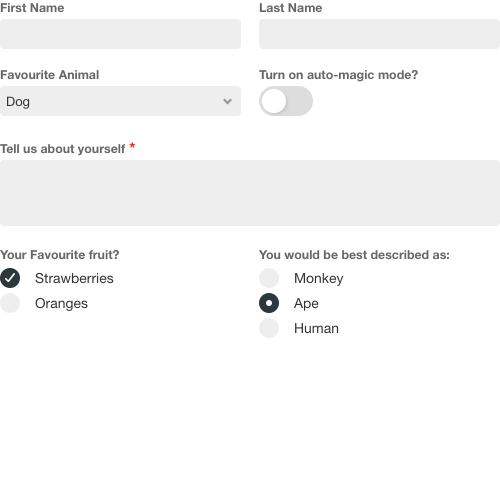 First Name
Last Name
Favourite Animal
Turn on auto-magic mode?
Dog
Tell us about yourself *
Your Favourite fruit?
You would be best described as:
Strawberries
Monkey
Oranges
Ape
Human